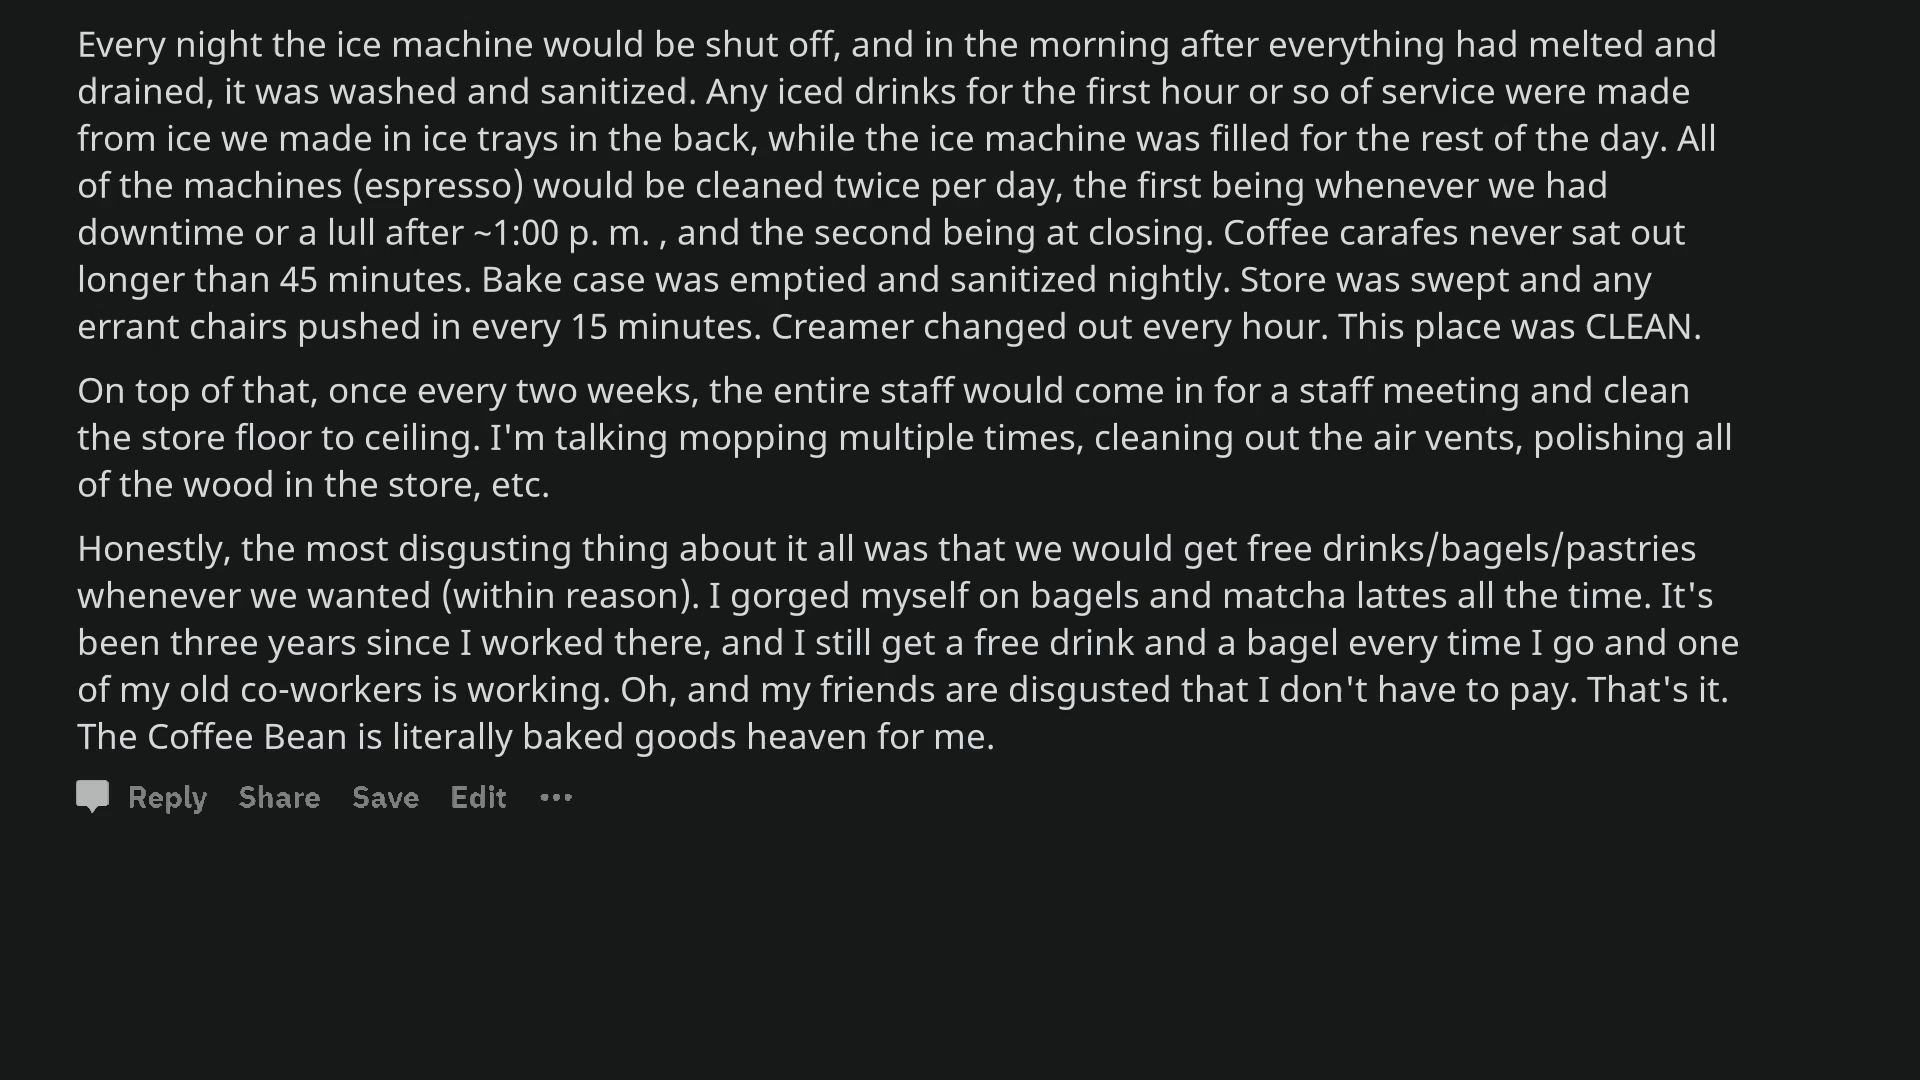 Every night the ice machine would be shut off, and in the morning after everything had melted and
drained, it was washed and sanitized. Any iced drinks for the first hour or so of service were made
from ice we made in ice trays in the back, while the ice machine was filled for the rest of the day. All
of the machines (espresso) would be cleaned twice per day, the first being whenever we had
downtime or a lull after ~1:00 p. m. , and the second being at closing. Coffee carafes never sat out
longer than 45 minutes. Bake case was emptied and sanitized nightly. Store was swept and any
errant chairs pushed in every 15 minutes. Creamer changed out every hour. This place was CLEAN.
On top of that, once every two weeks, the entire staff would come in for a staff meeting and clean
the store floor to ceiling. I'm talking mopping multiple times, cleaning out the air vents, polishing all
of the wood in the store, etc.
Honestly, the most disgusting thing about it all was that we would get free drinks/bagels/pastries
whenever we wanted (within reason). I gorged myself on bagels and matcha lattes all the time. It's
been three years since I worked there, and I still get a free drink and a bagel every time I go and one
of my old co-workers is working. Oh, and my friends are disgusted that I don't have to pay. That's it.
The Coffee Bean is literally baked goods heaven for me.
Reply Share Save Edit •••